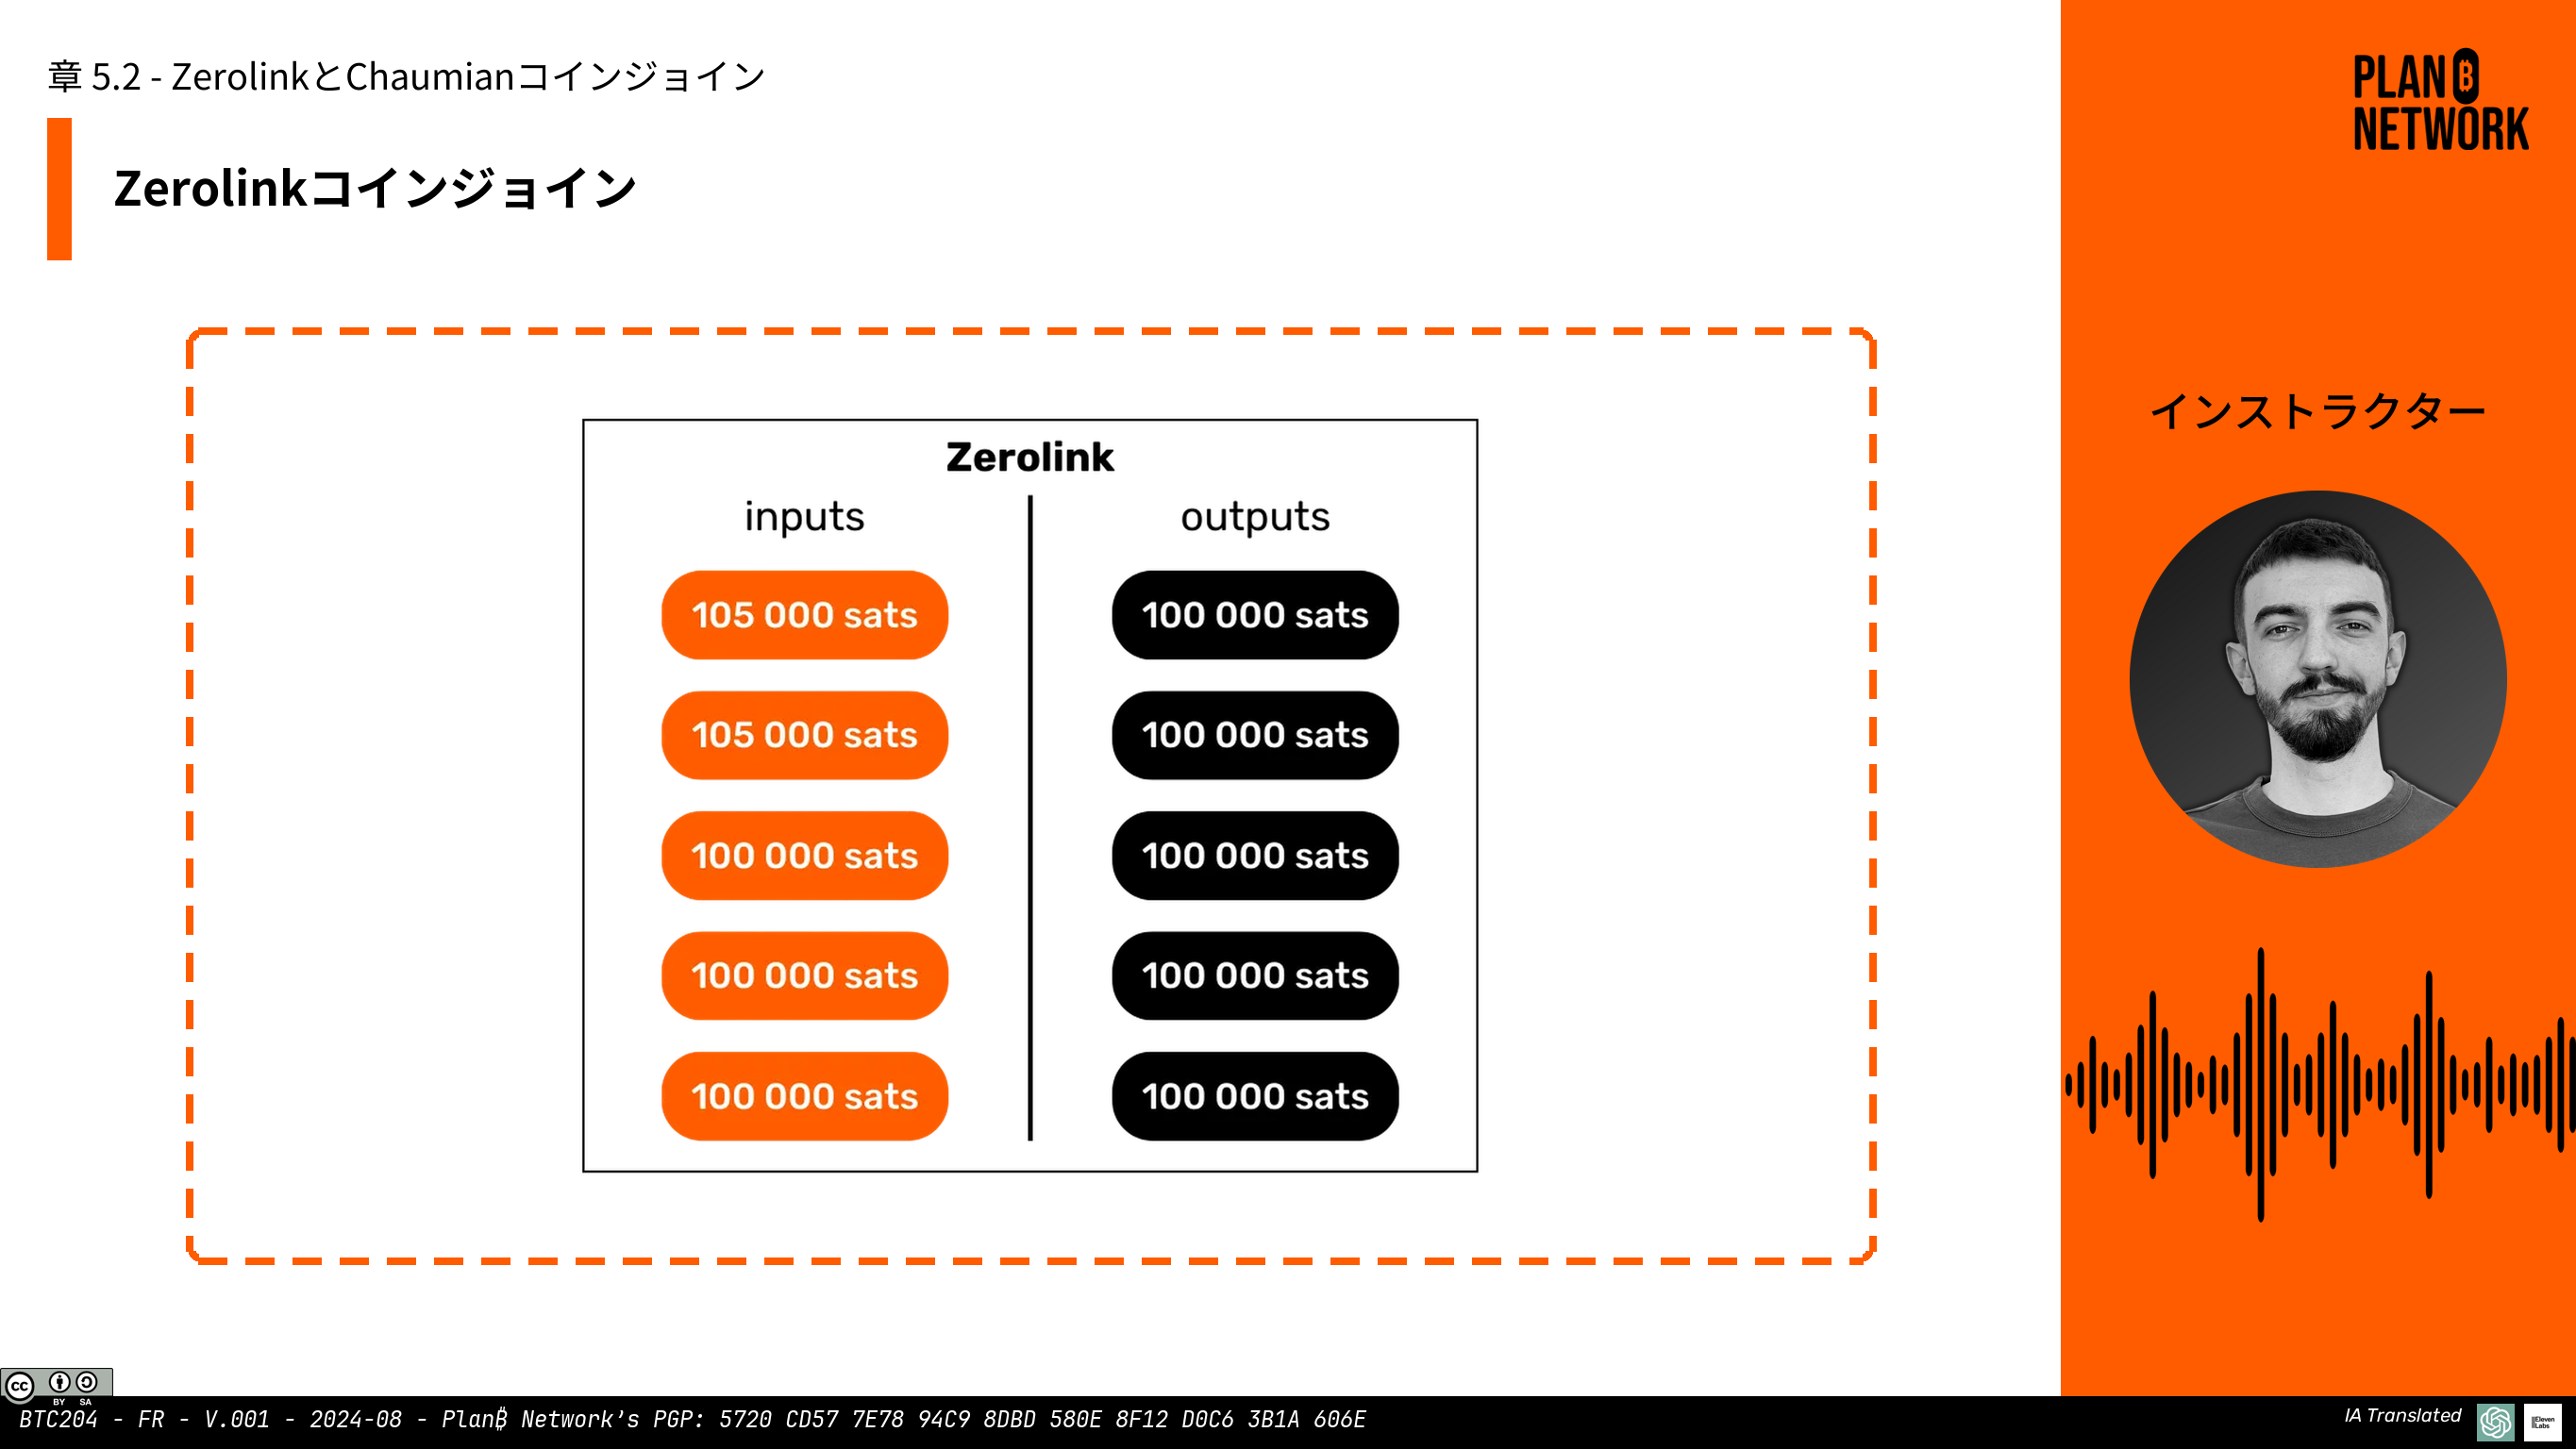 章 5.2 - ZerolinkとChaumianコインジョイン
Zerolinkコインジョイン
PLAN ₿
NETWORK
インストラクター
Zerolink
inputs
outputs
105 000 sats
100 000 sats
105 000 sats
100 000 sats
100 000 sats
100 000 sats
100 000 sats
100 000 sats
100 000 sats
100 000 sats
cc
BY SA
BTC204 - FR - V.001 - 2024-08 - Plan₿ Network's PGP: 5720 CD57 7E78 94C9 8DBD 580E 8F12 D0C6 3B1A 606E
IA Translated
ElevenLabs